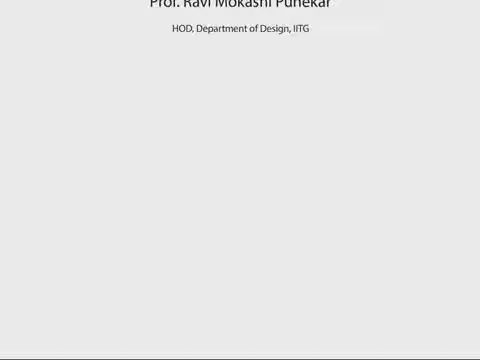 Prof. Ravi Mokashi Punekar
HOD, Department of Design, IITG